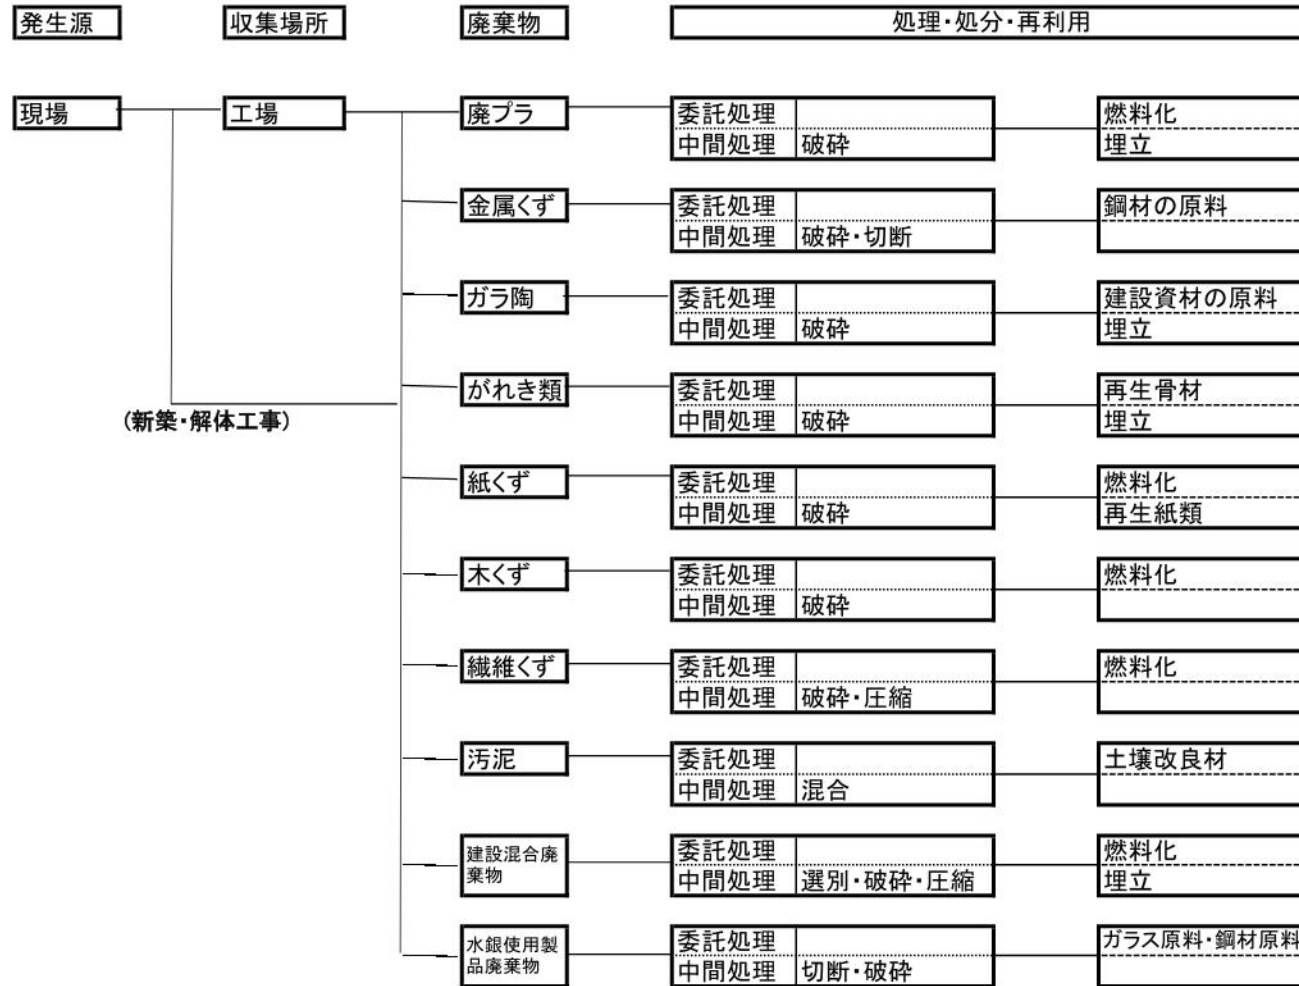 発生源 収集場所 廃棄物 処理・処分・再利用
現場 工場 廃プラ 委託処理 燃料化
中間処理 破砕 埋立
金属くず 委託処理 鋼材の原料
中間処理 破砕・切断
ガラ陶 委託処理 建設資材の原料
中間処理 破砕 埋立
がれき類 委託処理 再生骨材
中間処理 破砕 埋立
(新築・解体工事)
紙くず 委託処理 燃料化
中間処理 破砕 再生紙類
木くず 委託処理 燃料化
中間処理 破砕
繊維くず 委託処理 燃料化
中間処理 破砕・圧縮
汚泥 委託処理 土壌改良材
中間処理 混合
建設混合廃
棄物
委託処理 燃料化
中間処理 選別・破砕・圧縮 埋立
水銀使用製
品廃棄物
委託処理 ガラス原料・鋼材原料
中間処理 切断・破砕